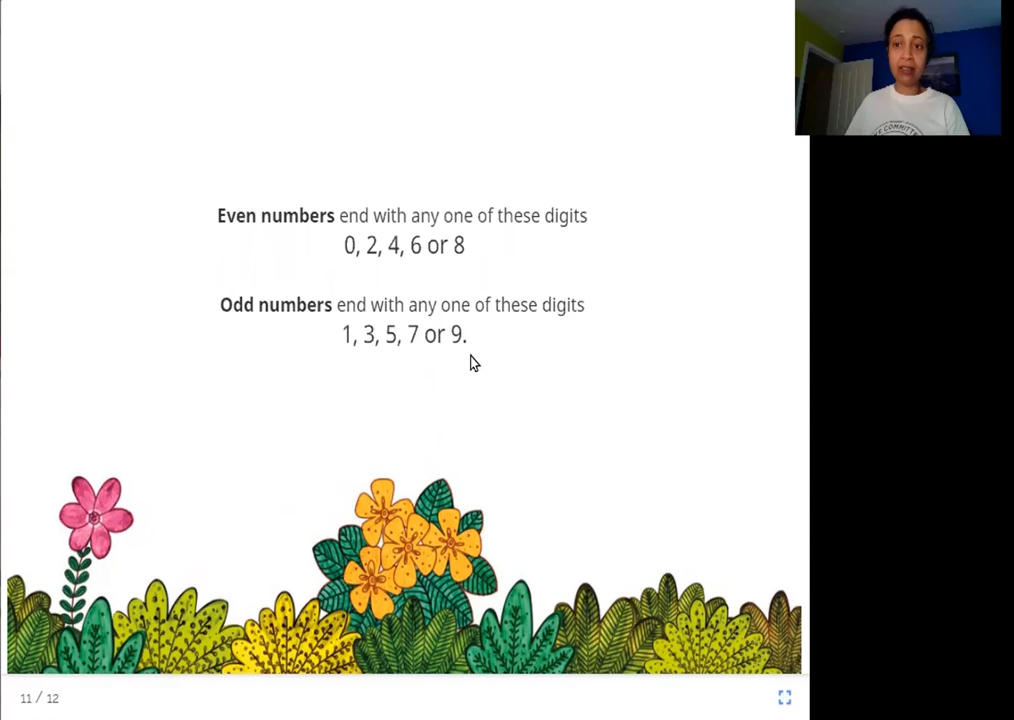 Even numbers end with any one of these digits
0, 2, 4, 6 or 8
Odd numbers end with any one of these digits
1, 3, 5, 7 or 9.
11 / 12